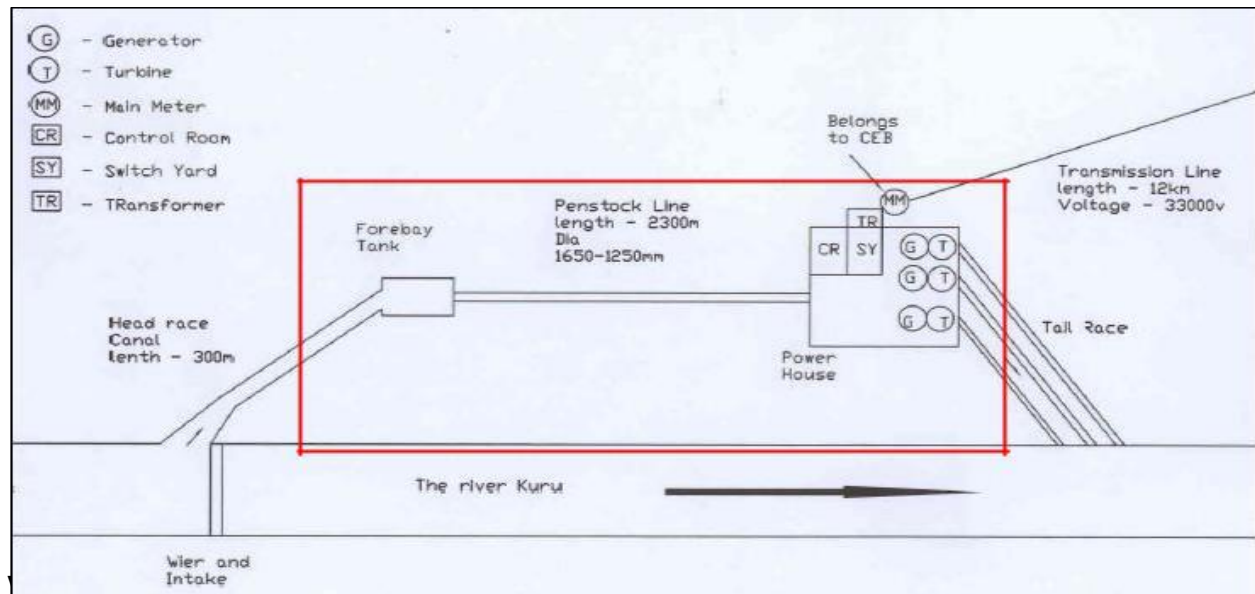 G - Generator
T - Turbine
MM - Main Meter
CR - Control Room
SY - Switch Yard
TR - TRansformer
Belongs
to CEB
Transmission Line
length - 12km
Voltage - 33000v
Penstock Line
length - 2300m
Dia
1650-1250mm
Forebay
Tank
MM
TR
CR SY
G T
G T
G T
Head race
Canal
lenth - 300m
Tail Race
Power
House
The river Kuru
Wier and
Intake